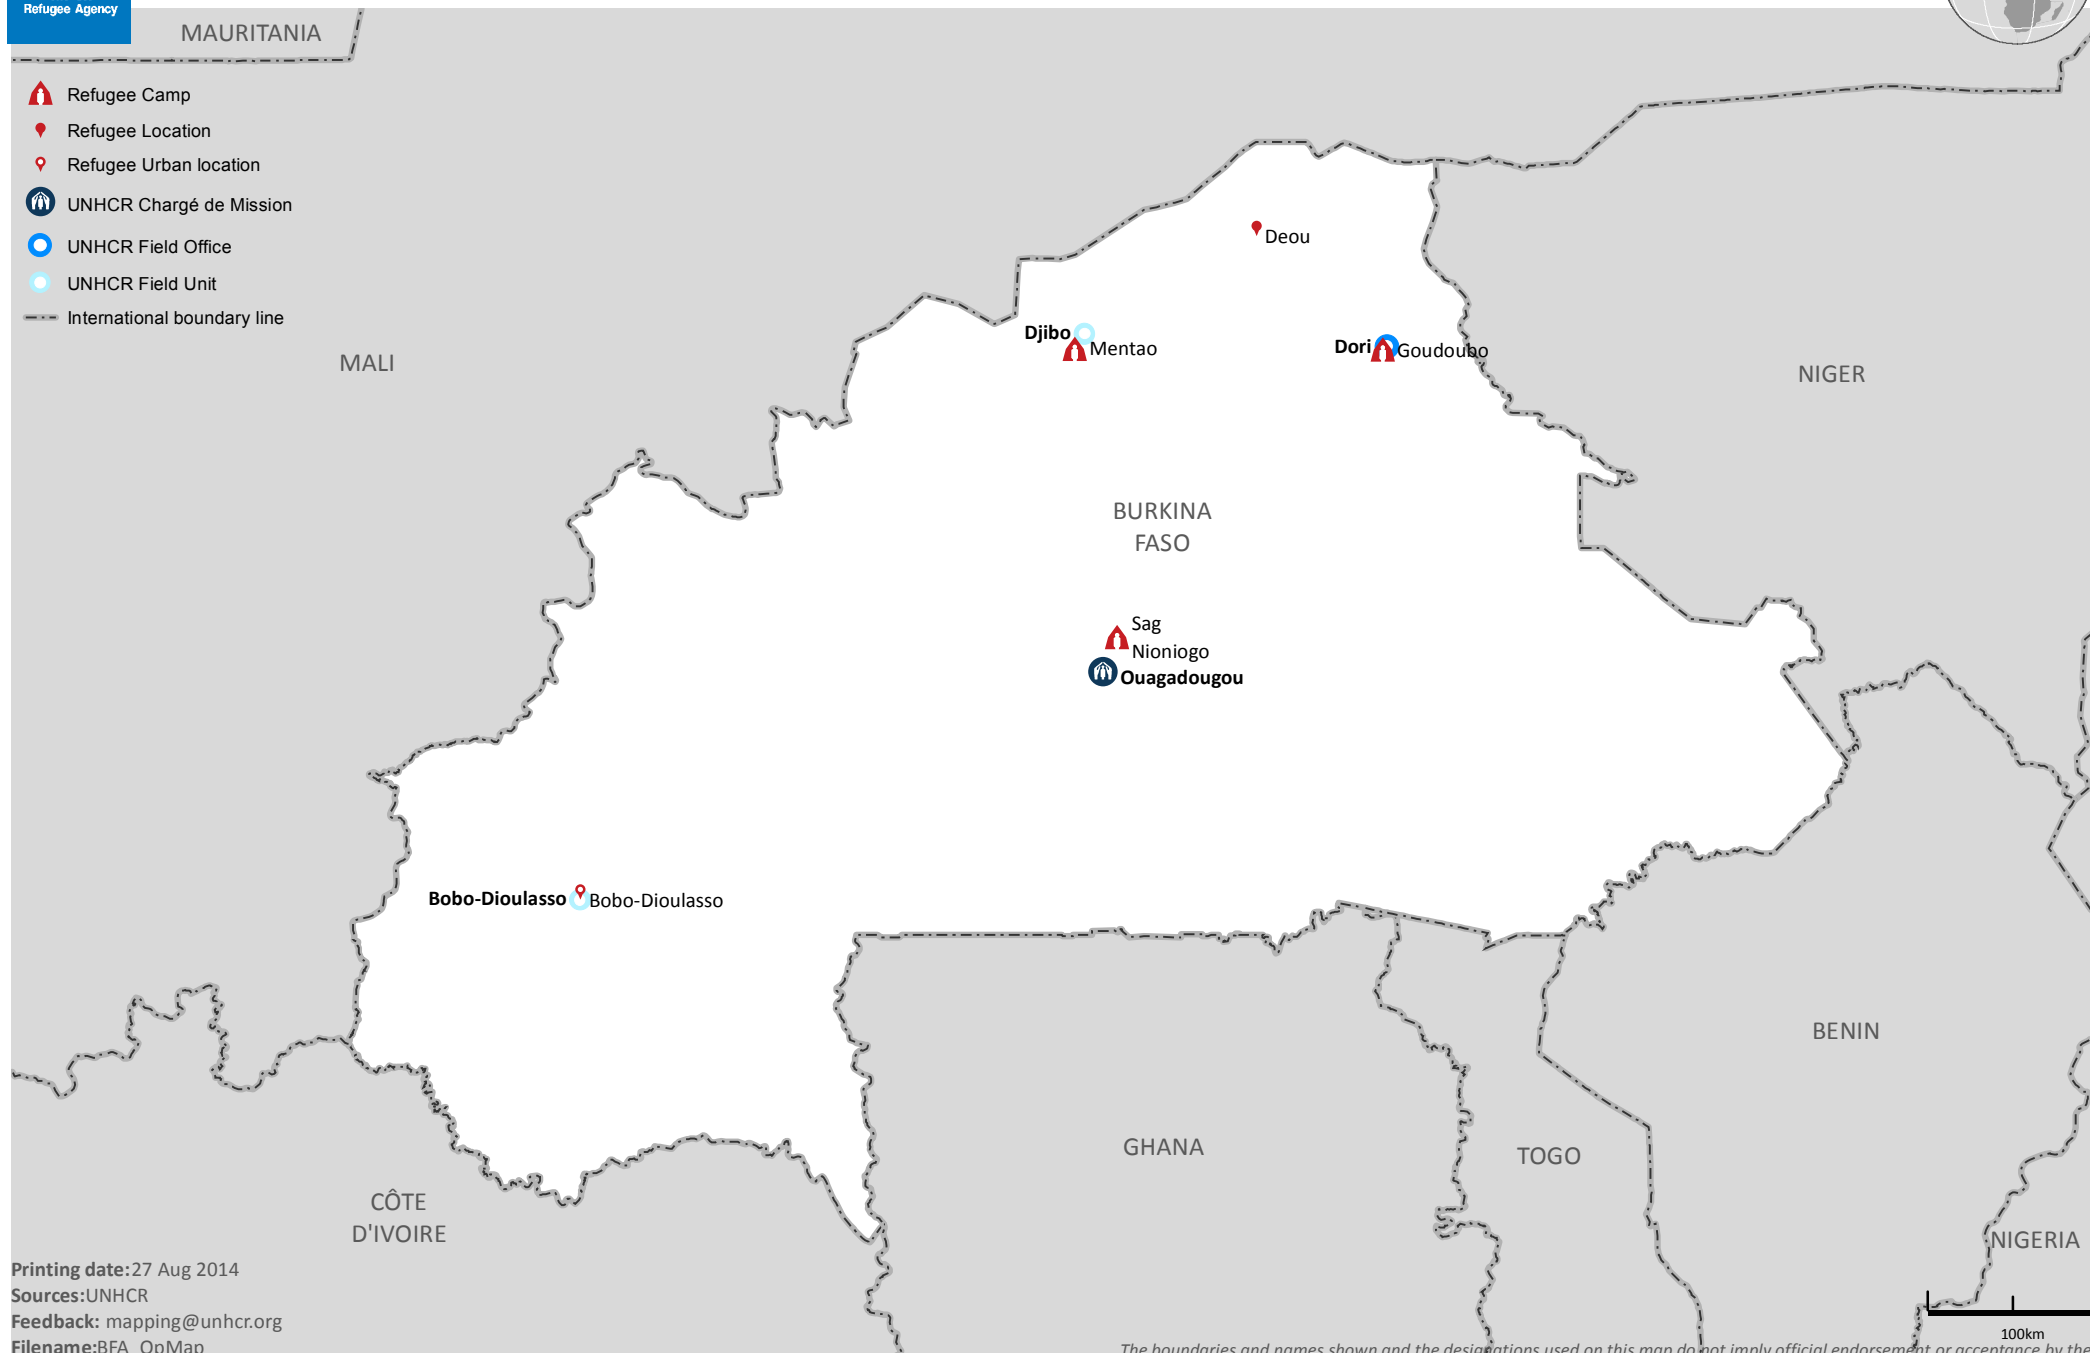 Refugee Agency
MAURITANIA
Refugee Camp
Refugee Location
Refugee Urban location
UNHCR Chargé de Mission
UNHCR Field Office
UNHCR Field Unit
International boundary line
Deou
Djibo
Mentao
Dori
Goudoubo
MALI
NIGER
BURKINA
FASO
Sag
Nioniogo
Ouagadougou
Bobo-Dioulasso
Bobo-Dioulasso
BENIN
GHANA
TOGO
CÔTE
D'IVOIRE
NIGERIA
Printing date:27 Aug 2014
Sources:UNHCR
Feedback: mapping@unhcr.org
Filename:BFA_OpMap
100km
The boundaries and names shown and the designations used on this map do not imply official endorsement or acceptance by the